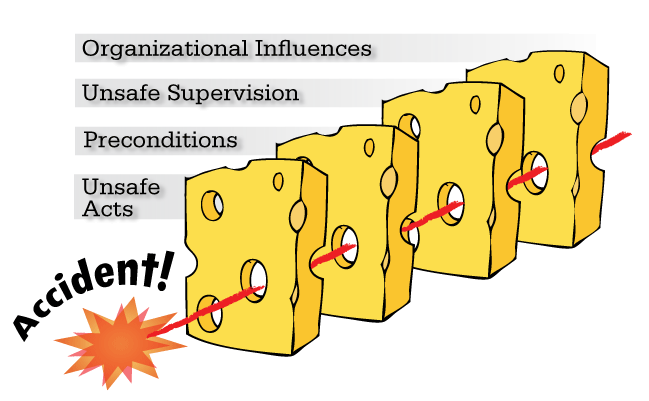 Organizational Influences
Unsafe Supervision
Preconditions
Unsafe
Acts
Accident!